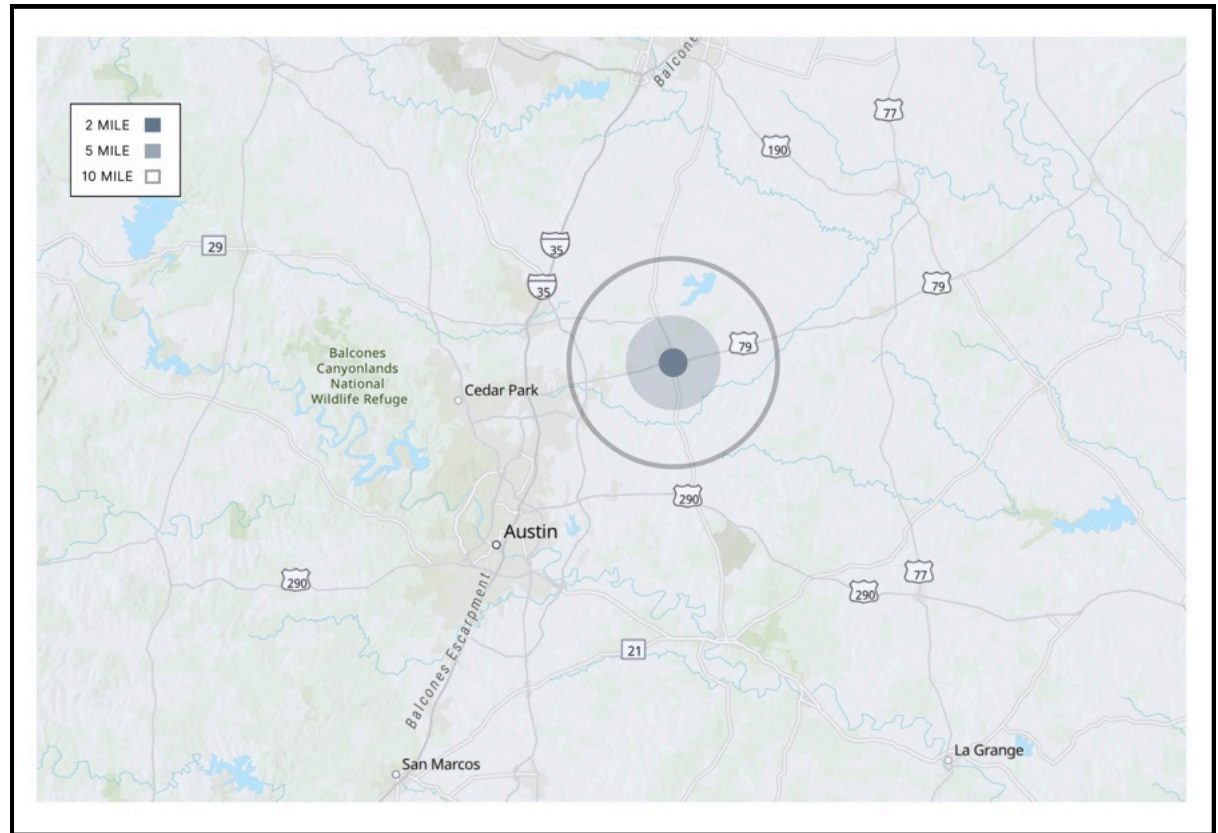 Balcone
77
190
2 MILE
5 MILE
10 MILE
29
35
35
79
79
Balcones
Canyonlands
National
Wildlife Refuge
Cedar Park
290
Austin
290
77
290
Balcones Escarpment
21
La Grange
San Marcos